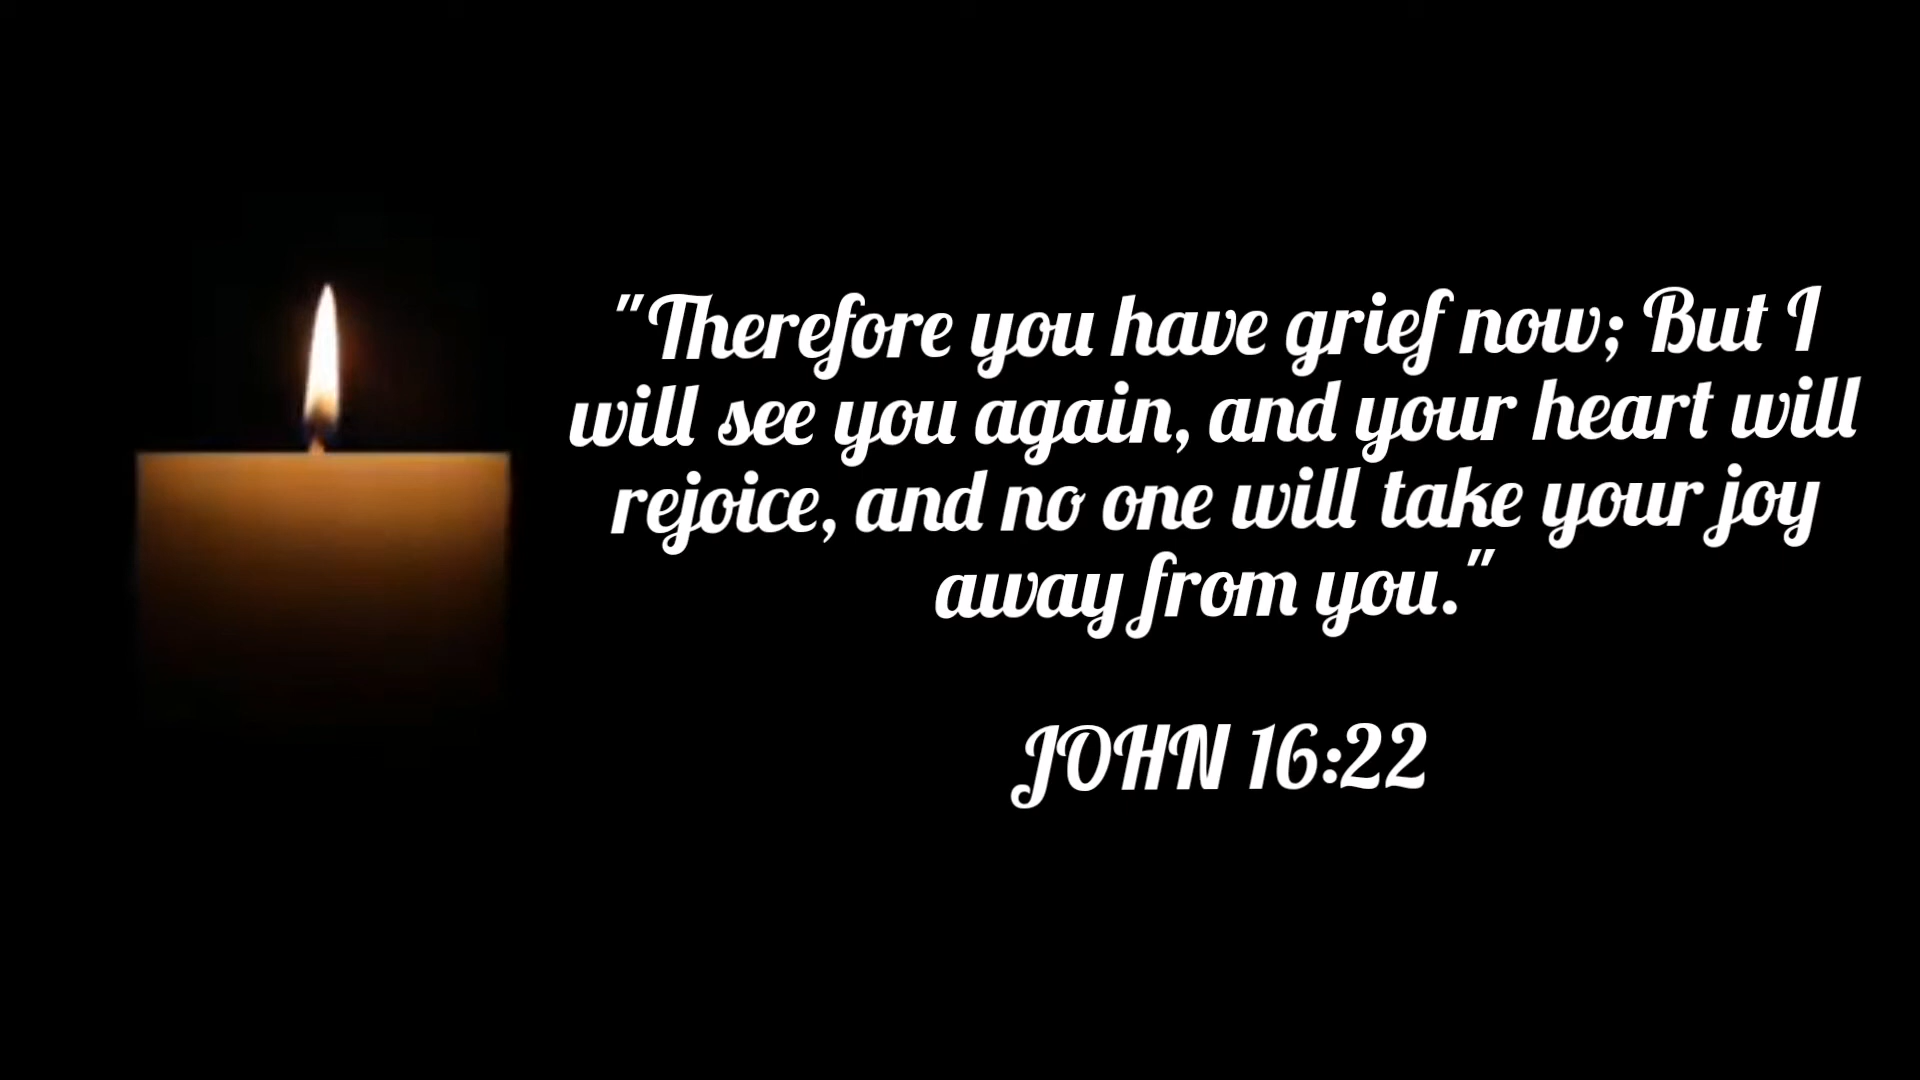 "Therefore you have grief now; But I
will see you again, and your heart will
rejoice, and no one will take your joy
away from you."
JOHN 16:22